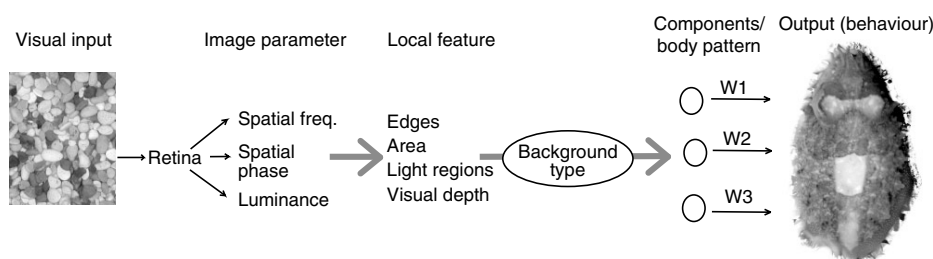 Visual input
Image parameter
Local feature
Components/
body pattern
Output (behaviour)
Retina
Spatial freq.
Spatial
phase
Luminance
Edges
Area
Light regions
Visual depth
Background
type
W1
W2
W3